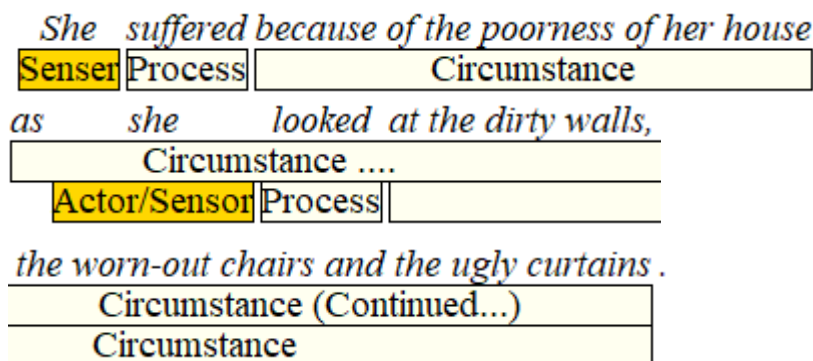 She suffered because of the poorness of her house
Senser Process Circumstance
as she looked at the dirty walls,
Circumstance ....
Actor/Sensor Process
the worn-out chairs and the ugly curtains .
Circumstance (Continued...)
Circumstance